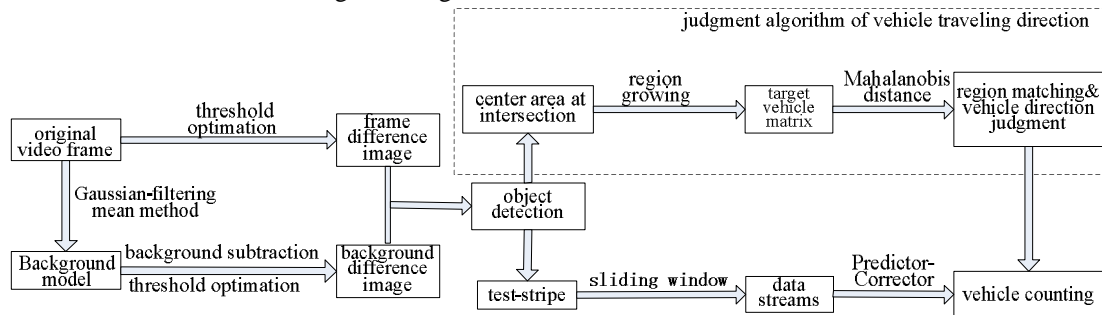 judgment algorithm of vehicle traveling direction
original
video frame
threshold
optimation
frame
difference
image
Gaussian-filtering
mean method
Background
model
background subtraction
threshold optimation
background
difference
image
object
detection
center area at
intersection
region
growing
target
vehicle
matrix
Mahalanobis
distance
region matching&
vehicle direction
judgment
test-stripe
sliding window
data
streams
Predictor-
Corrector
vehicle counting